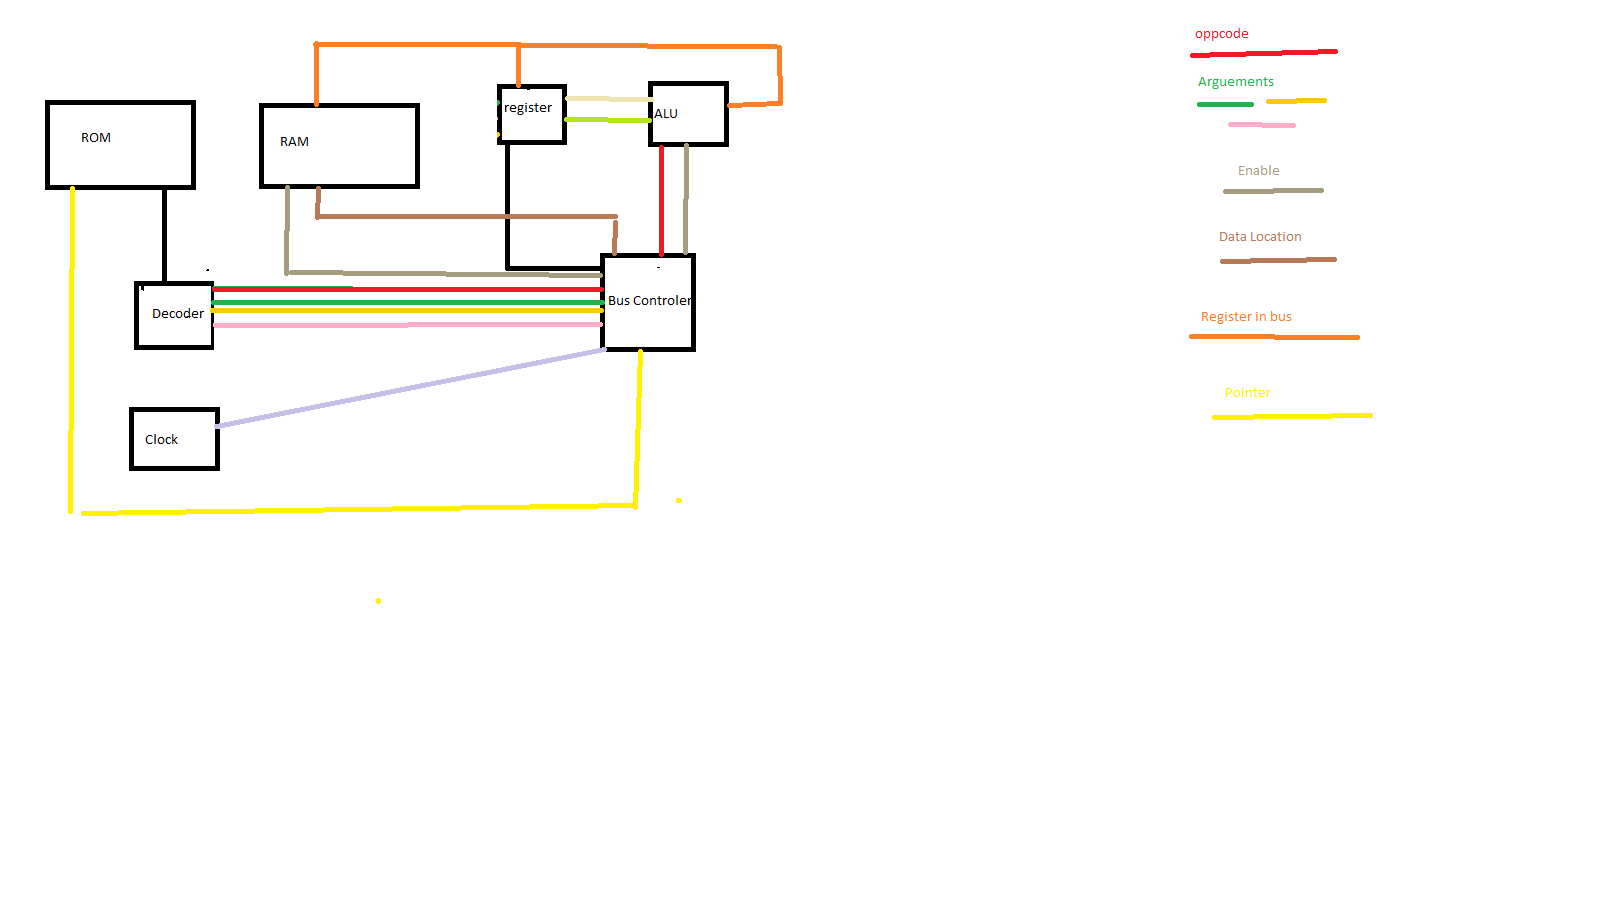 ROM
RAM
register
ALU
Decoder
Bus Controler
Clock
oppcode
Arguements
Enable
Data Location
Register in bus
Pointer